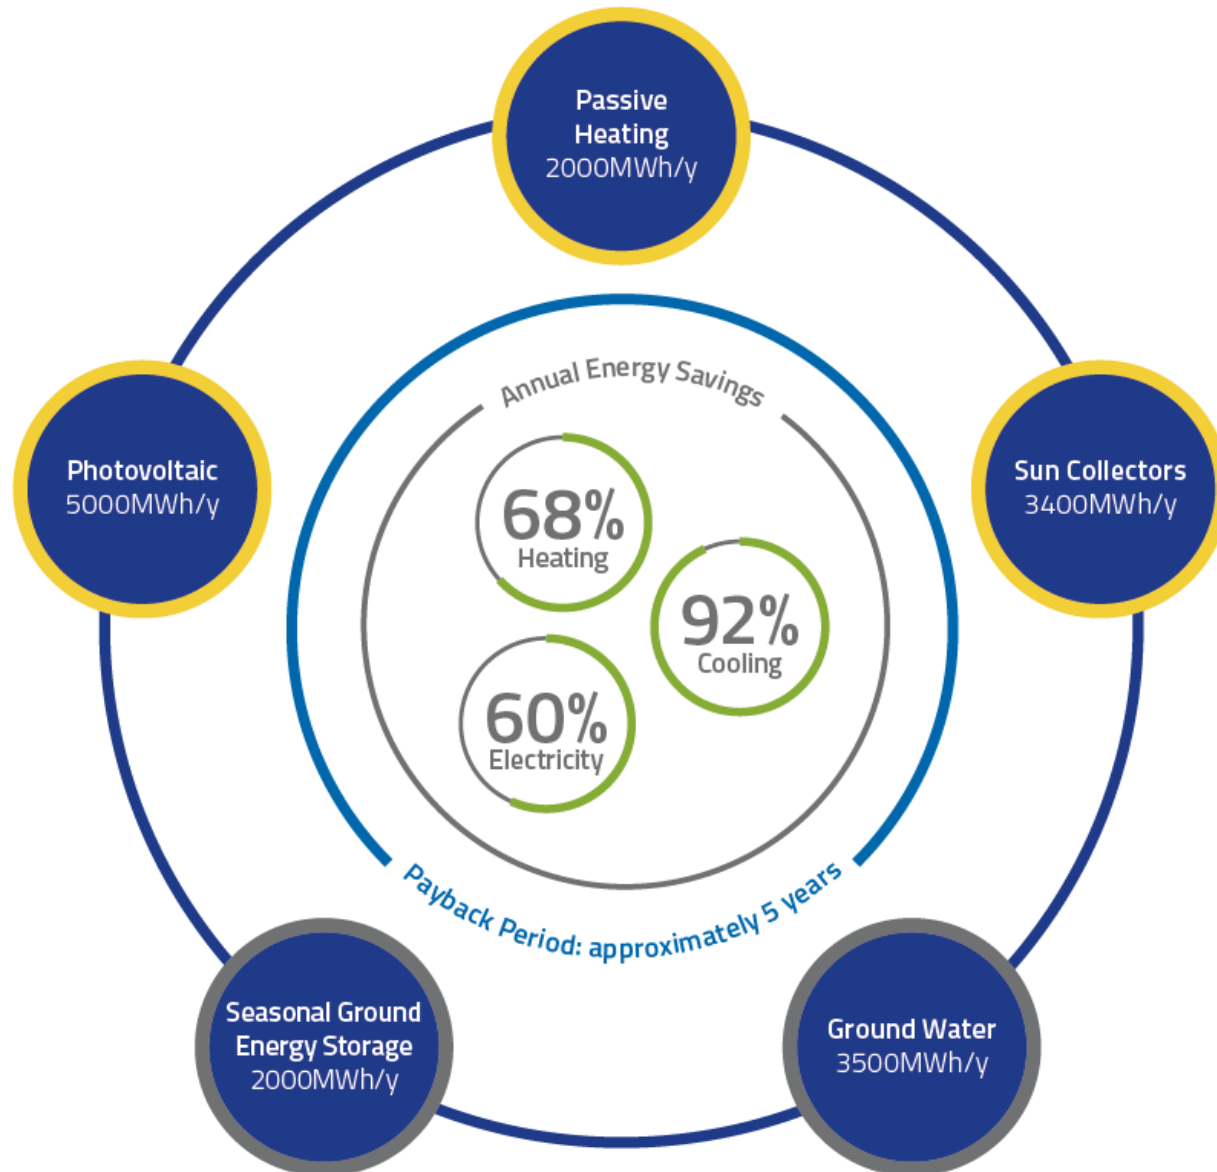 Passive
Heating
2000MWh/y
Photovoltaic
5000MWh/y
Sun Collectors
3400MWh/y
Annual Energy Savings
68%
Heating
92%
Cooling
60%
Electricity
Payback Period: approximately 5 years
Seasonal Ground
Energy Storage
2000MWh/y
Ground Water
3500MWh/y